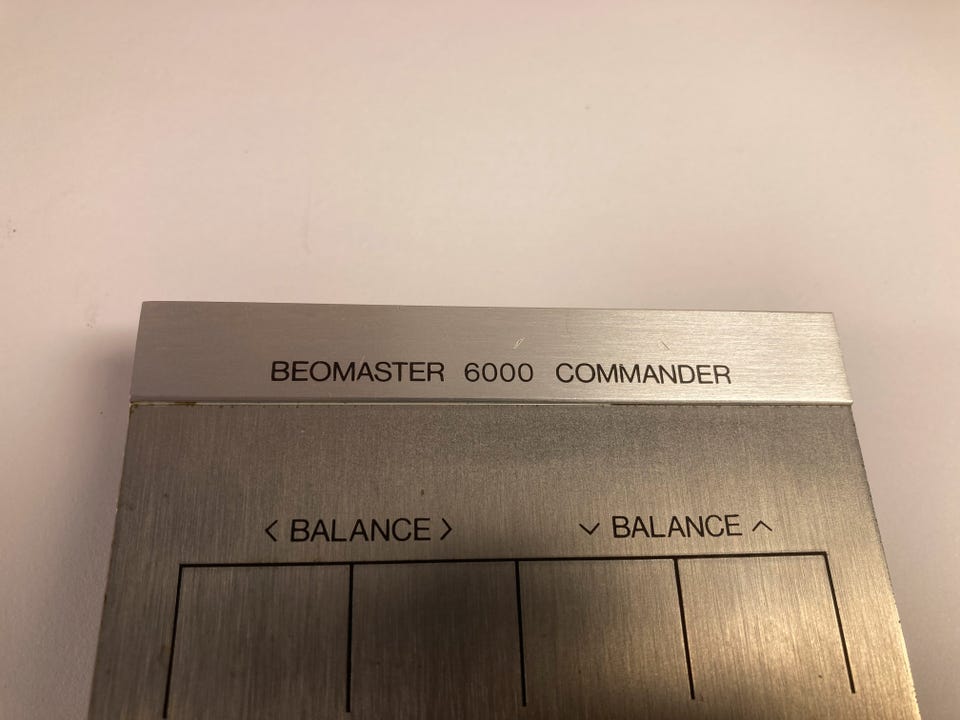 BEOMASTER 6000 COMMANDER
< BALANCE > ∨ BALANCE ∧